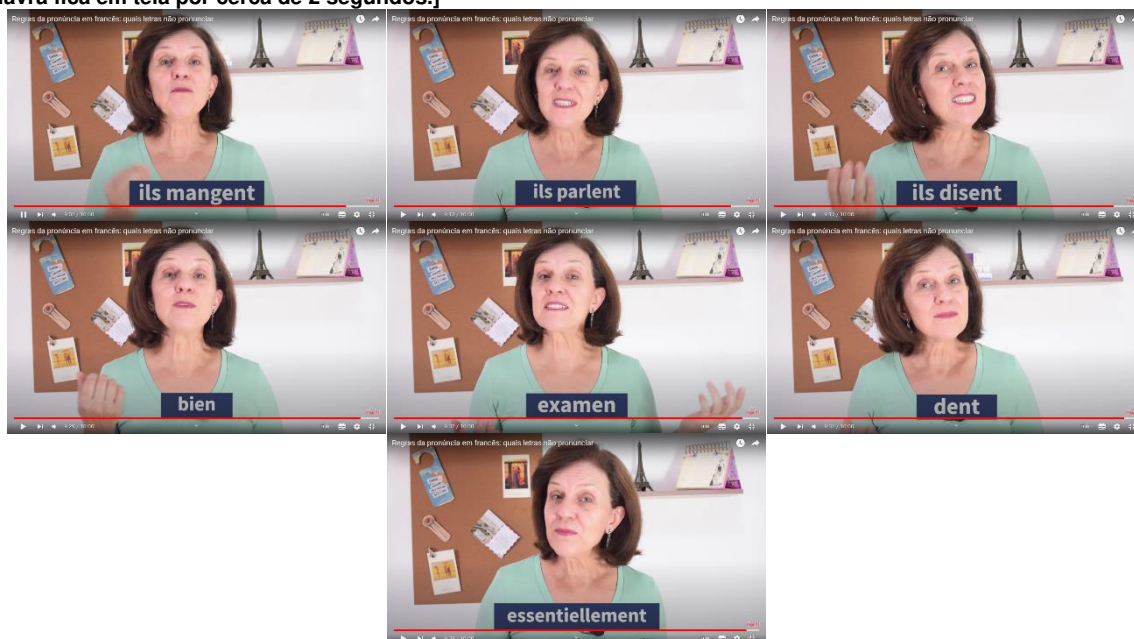 avra fica em tela por cerca de 2 segundos.]
Regras da pronúncia em francês: quais letras não pronunciar
Regras da pronúncia em francês: quais letras não pronunciar
Regras da pronúncia em francês: quais letras não pronunciar
ils mangent
ils parlent
ils disent
Regras da pronúncia em francês: quais letras não pronunciar
Regras da pronúncia em francês: quais letras não pronunciar
Regras da pronúncia em francês: quais letras não pronunciar
bien
examen
dent
Regras da pronúncia em francês: quais letras não pronunciar
essentiellement